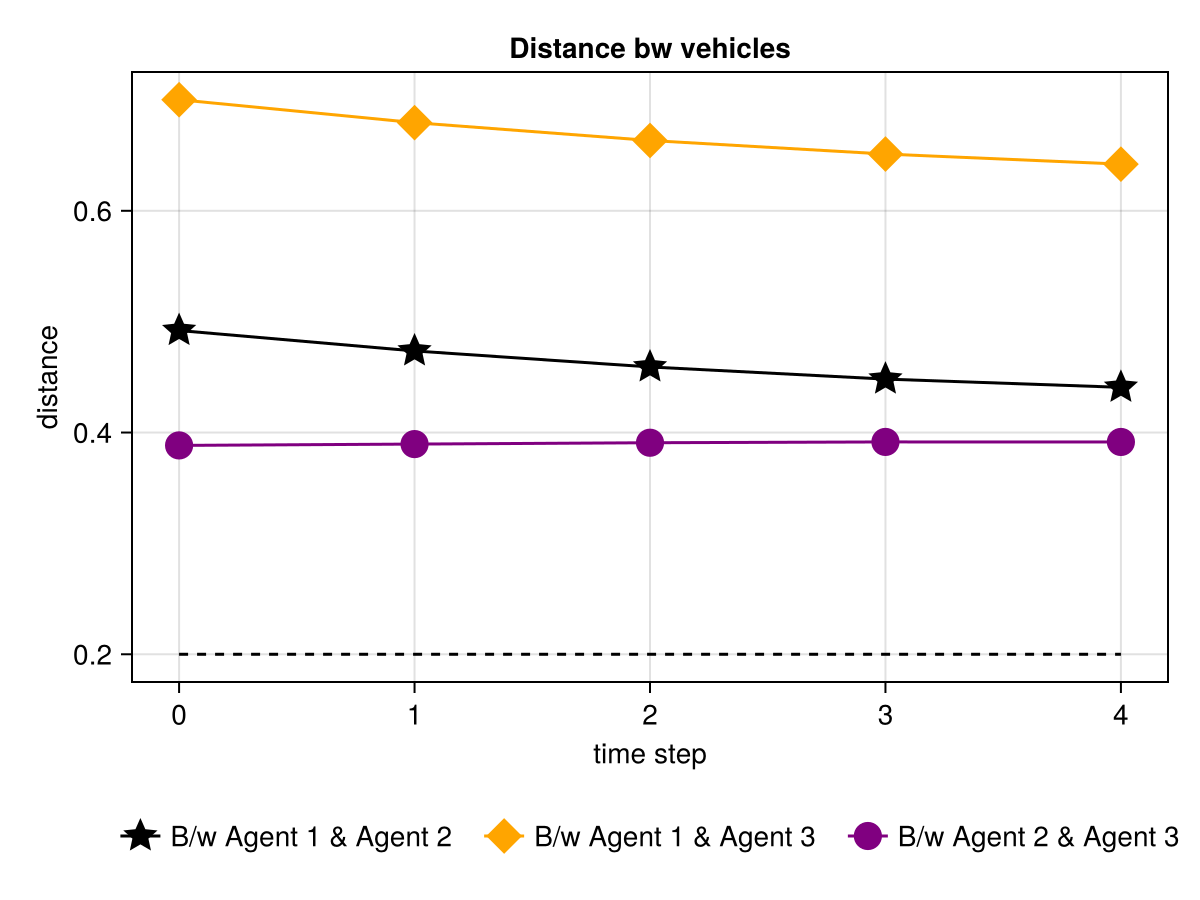 Distance bw vehicles
0.6
0.4
0.2
distance
0 1 2 3 4
time step
B/w Agent 1 & Agent 2 B/w Agent 1 & Agent 3 B/w Agent 2 & Agent 3